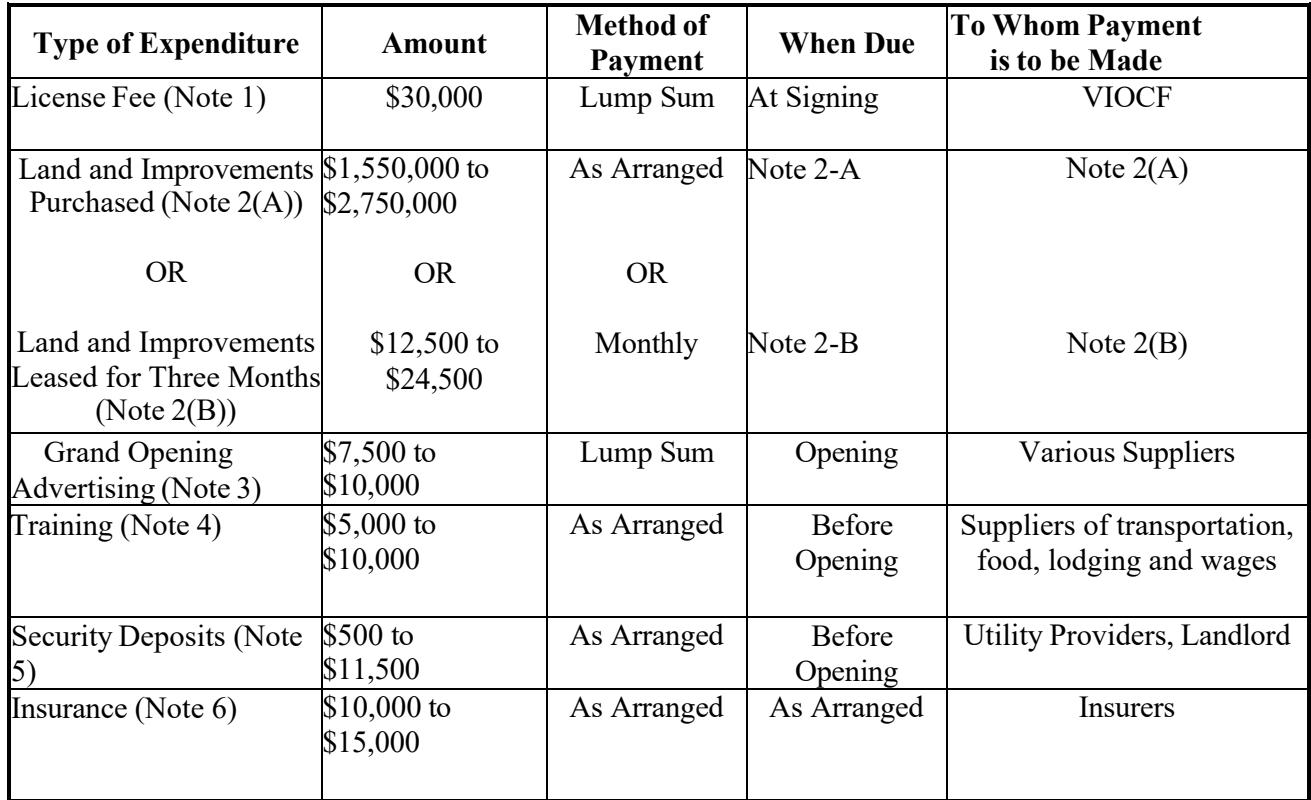 Type of Expenditure Amount Method of Payment When Due To Whom Payment is to be Made
License Fee (Note 1) $30,000 Lump Sum At Signing VIOCF
Land and Improvements $1,550,000 to As Arranged Note 2-A Note 2(A)
Purchased (Note 2(A)) $2,750,000
OR OR OR
Land and Improvements $12,500 to Monthly Note 2-B Note 2(B)
Leased for Three Months $24,500
(Note 2(B))
Grand Opening $7,500 to Lump Sum Opening Various Suppliers
Advertising (Note 3) $10,000
Training (Note 4) $5,000 to As Arranged Before Suppliers of transportation,
$10,000 Opening food, lodging and wages
Security Deposits (Note $500 to As Arranged Before Utility Providers, Landlord
5) $11,500 Opening
Insurance (Note 6) $10,000 to As Arranged As Arranged Insurers
$15,000